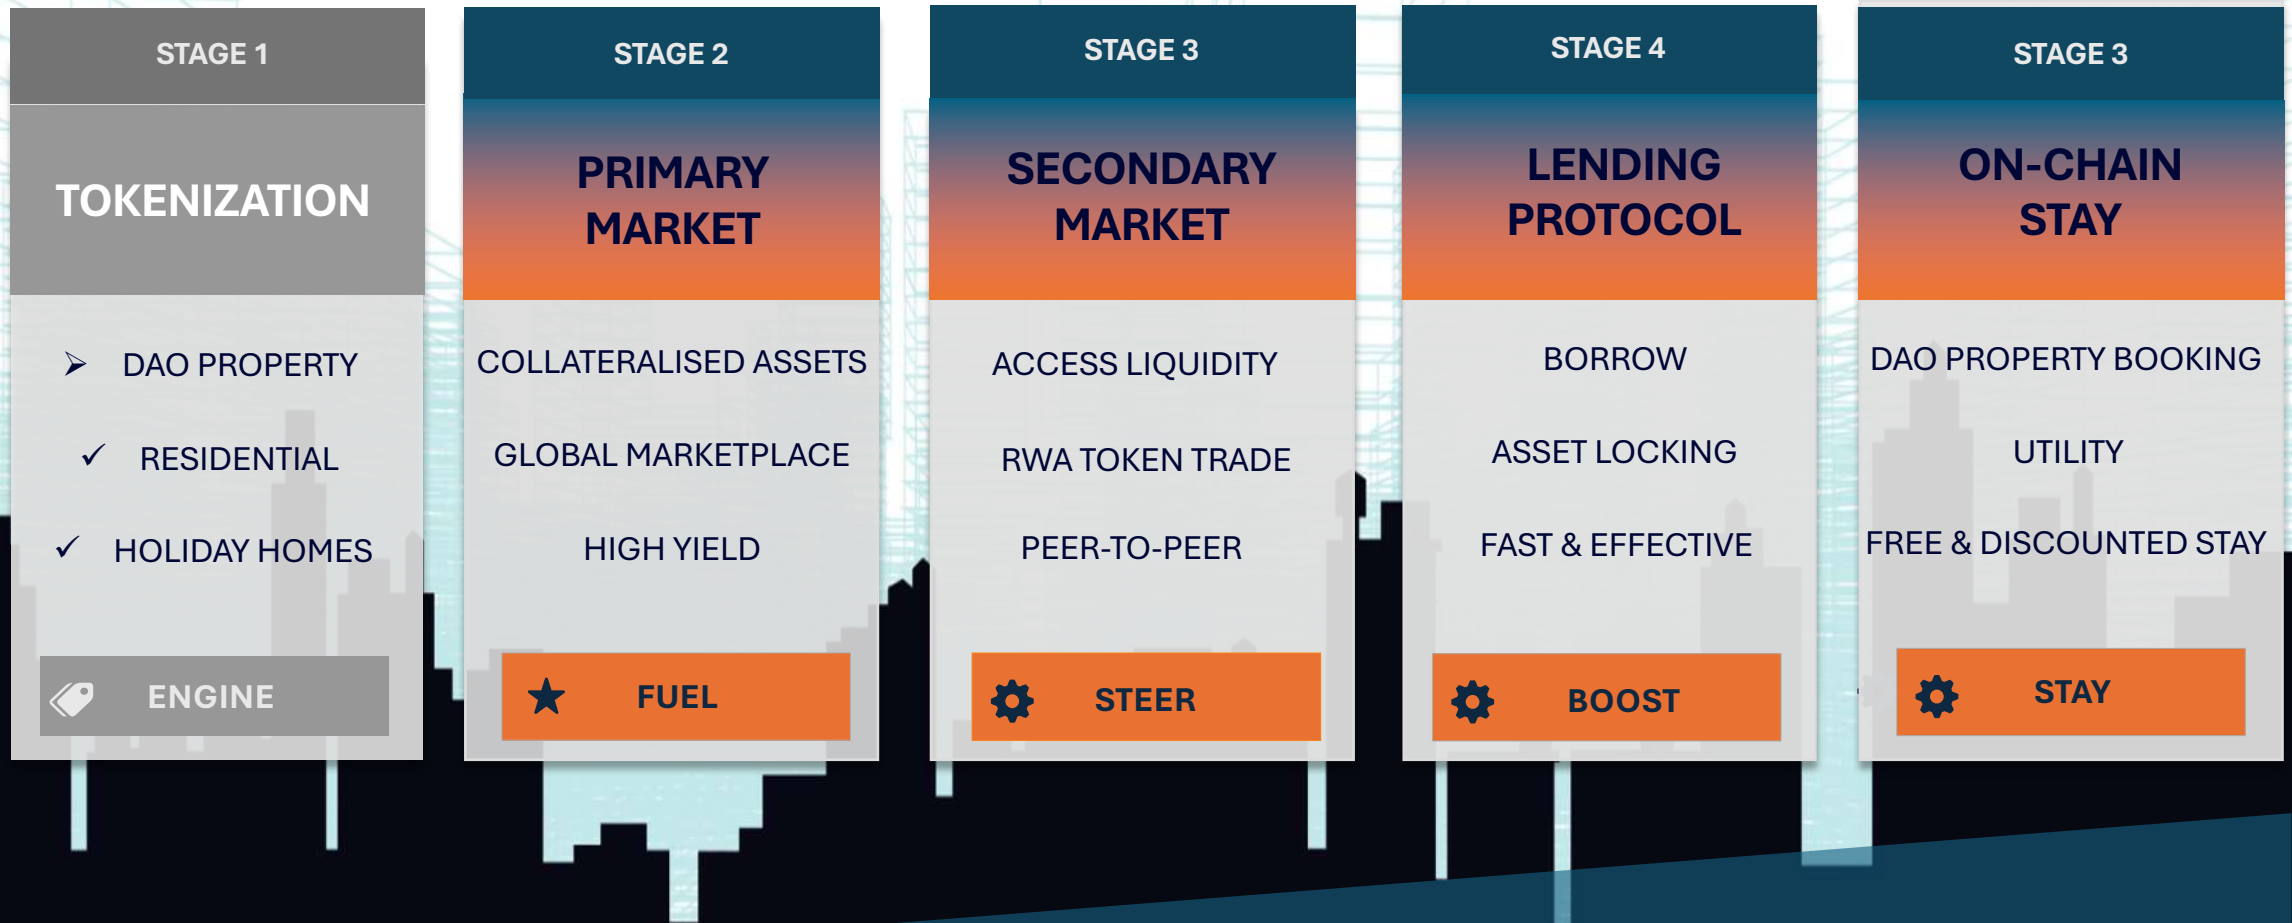 STAGE 1
TOKENIZATION
➢ DAO PROPERTY
✓ RESIDENTIAL
✓ HOLIDAY HOMES
ENGINE
STAGE 2
PRIMARY
MARKET
COLLATERALISED ASSETS
GLOBAL MARKETPLACE
HIGH YIELD
FUEL
STAGE 3
SECONDARY
MARKET
ACCESS LIQUIDITY
RWA TOKEN TRADE
PEER-TO-PEER
STEER
STAGE 4
LENDING
PROTOCOL
BORROW
ASSET LOCKING
FAST & EFFECTIVE
BOOST
STAGE 3
ON-CHAIN
STAY
DAO PROPERTY BOOKING
UTILITY
FREE & DISCOUNTED STAY
STAY